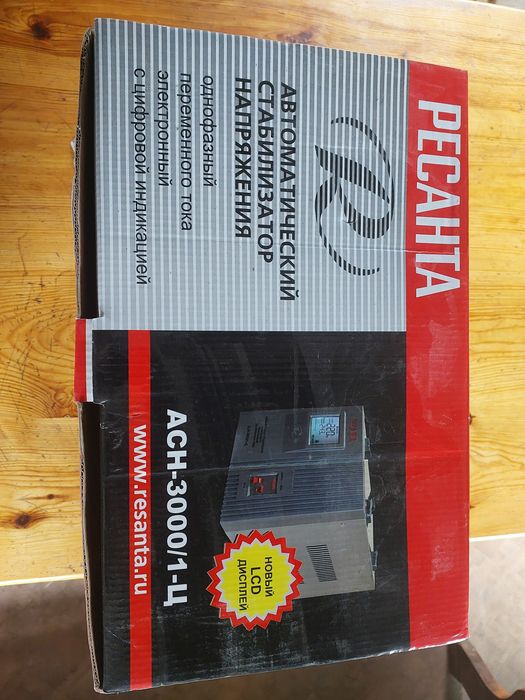 РЕСАНТА
R
АВТОМАТИЧЕСКИЙ
СТАБИЛИЗАТОР
НАПРЯЖЕНИЯ
однофазный
переменного тока
электронный
с цифровой индикацией
НОВЫЙ
LCD
ДИСПЛЕЙ
АСН-3000/1-Ц
www.resanta.ru